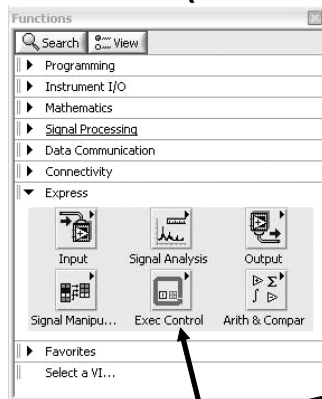 Functions
Search View
Programming
Instrument I/O
Mathematics
Signal Processing
Data Communication
Connectivity
Express
Input Signal Analysis Output
Signal Manipu... Exec Control Arith & Compar
Favorites
Select a VI...